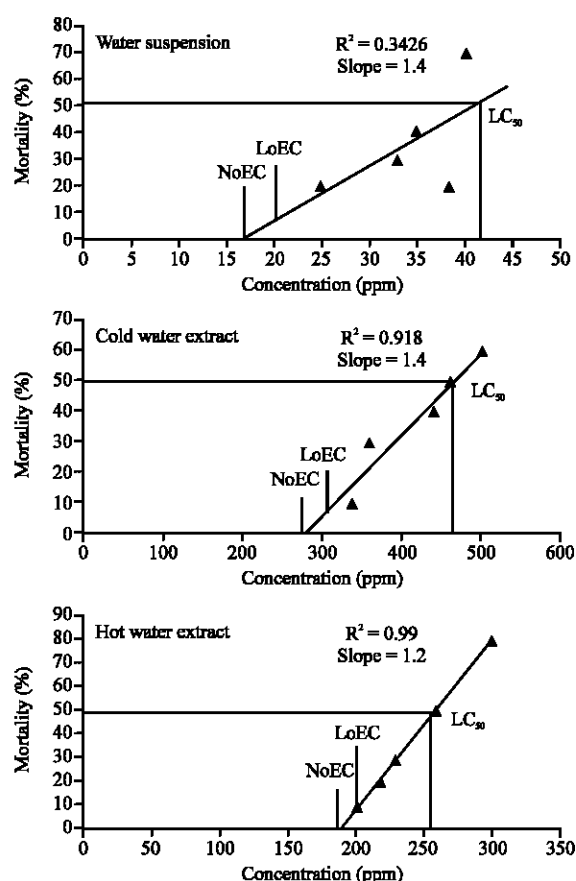 80
70
60
50
40
30
20
10
0
Mortality (%)
Water suspension
R² = 0.3426
Slope = 1.4
LoEC
NoEC
LC₅₀
0 5 10 15 20 25 30 35 40 45 50
Concentration (ppm)
70
60
50
40
30
20
10
0
Mortality (%)
Cold water extract
R² = 0.918
Slope = 1.4
LC₅₀
LoEC
NoEC
0 100 200 300 400 500 600
Concentration (ppm)
90
80
70
60
50
40
30
20
10
0
Mortality (%)
Hot water extract
R² = 0.99
Slope = 1.2
LC₅₀
LoEC
NoEC
0 50 100 150 200 250 300 350
Concentration (ppm)